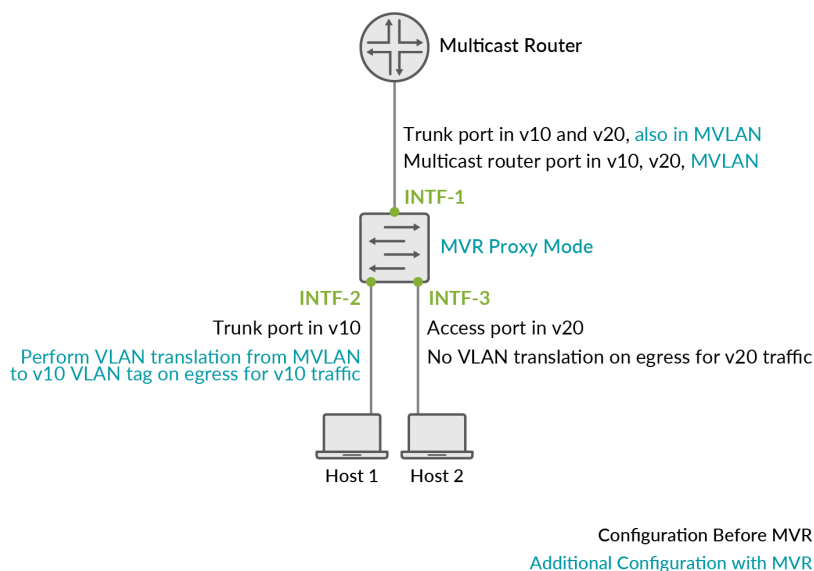 Multicast Router
Trunk port in v10 and v20, also in MVLAN
Multicast router port in v10, v20, MVLAN
INTF-1
MVR Proxy Mode
INTF-2
INTF-3
Trunk port in v10
Access port in v20
Perform VLAN translation from MVLAN
to v10 VLAN tag on egress for v10 traffic
No VLAN translation on egress for v20 traffic
Host 1
Host 2
Configuration Before MVR
Additional Configuration with MVR